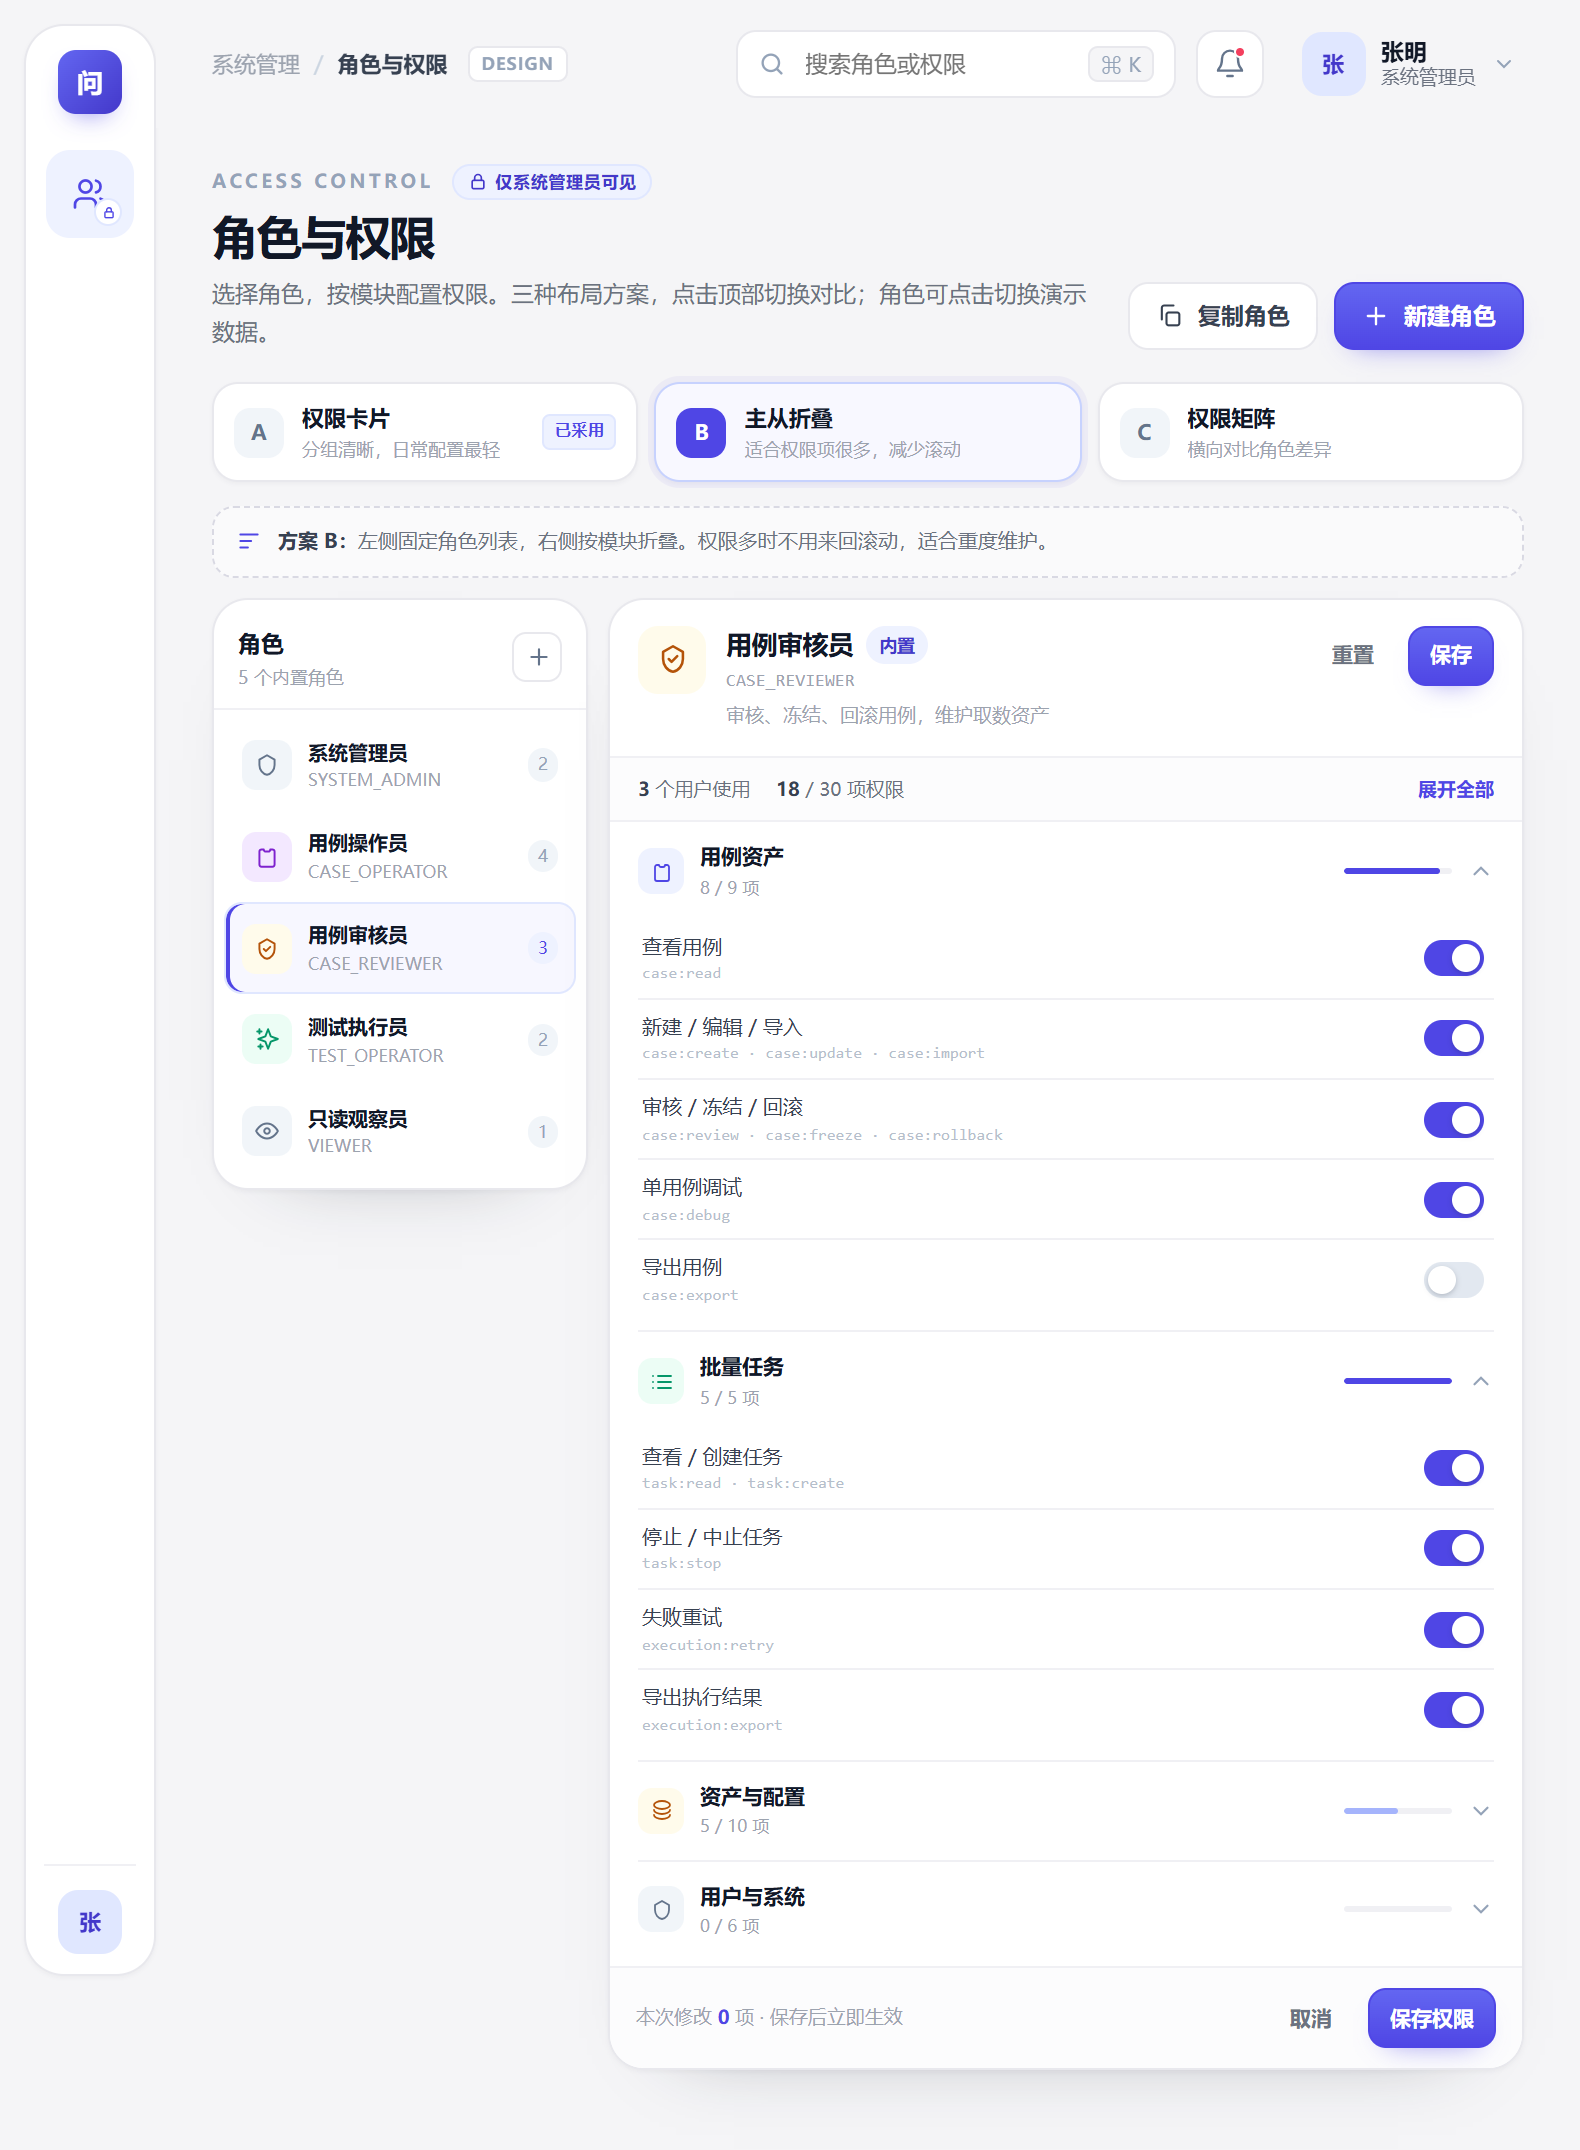 问
系统管理 / 角色与权限 DESIGN
搜索角色或权限 ⌘ K
张
张明
系统管理员
ACCESS CONTROL 仅系统管理员可见
角色与权限
选择角色，按模块配置权限。三种布局方案，点击顶部切换对比；角色可点击切换演示
数据。
复制角色
新建角色
A 权限卡片
分组清晰，日常配置最轻
已采用
B 主从折叠
适合权限项很多，减少滚动
C 权限矩阵
横向对比角色差异
方案 B：左侧固定角色列表，右侧按模块折叠。权限多时不用来回滚动，适合重度维护。
角色
5 个内置角色
系统管理员
SYSTEM_ADMIN
2
用例操作员
CASE_OPERATOR
4
用例审核员
CASE_REVIEWER
3
测试执行员
TEST_OPERATOR
2
只读观察员
VIEWER
1
用例审核员 内置
CASE_REVIEWER
审核、冻结、回滚用例，维护取数资产
重置
保存
3 个用户使用 18 / 30 项权限
展开全部
用例资产
8 / 9 项
查看用例
case:read
新建 / 编辑 / 导入
case:create · case:update · case:import
审核 / 冻结 / 回滚
case:review · case:freeze · case:rollback
单用例调试
case:debug
导出用例
case:export
批量任务
5 / 5 项
查看 / 创建任务
task:read · task:create
停止 / 中止任务
task:stop
失败重试
execution:retry
导出执行结果
execution:export
资产与配置
5 / 10 项
用户与系统
0 / 6 项
本次修改 0 项 · 保存后立即生效
取消
保存权限
张